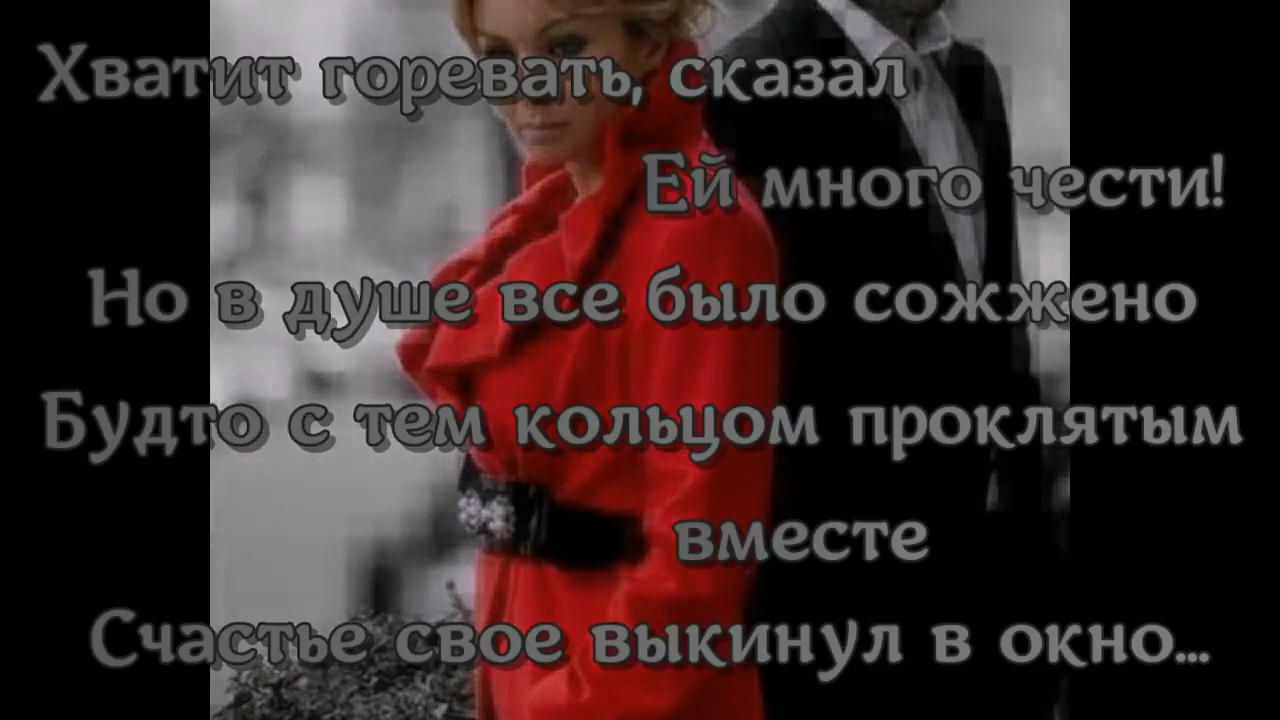 Хватит горевать, сказал
Ей много чести!
Но в душе все было сожжено
Будто с тем кольцом проклятым
вместе
Счастье свое выкинул в окно...